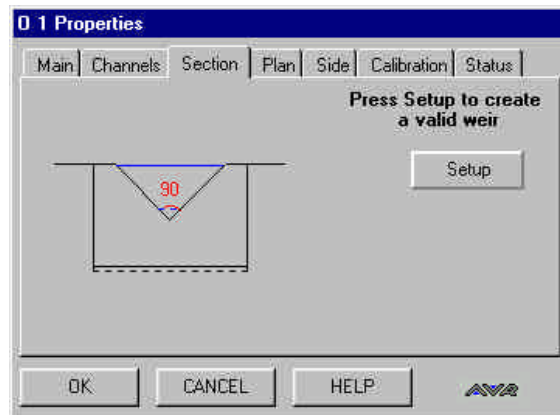 0 1 Properties
Main Channels Section Plan Side Calibration Status
Press Setup to create
a valid weir
Setup
90
OK CANCEL HELP
AVR